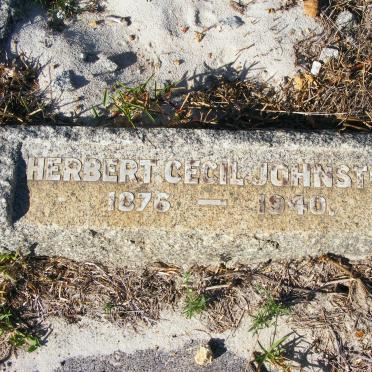 HERBERT CECIL JOHNST
1876 — 1940.